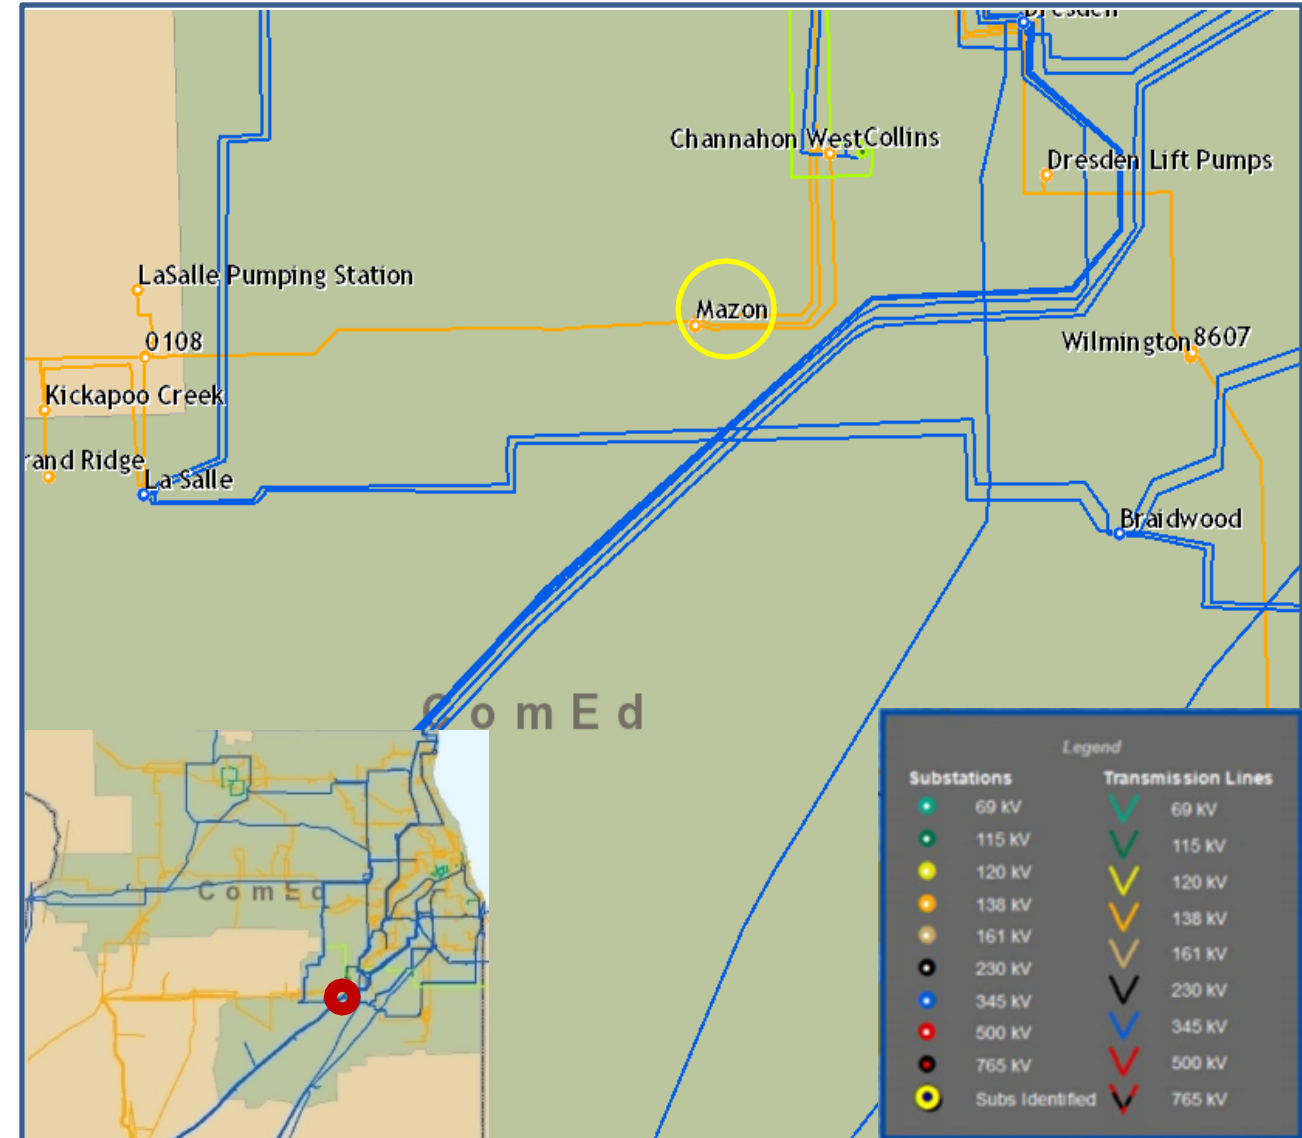 Dresden
Channahon West
Collins
Dresden Lift Pumps
LaSalle Pumping Station
Mazon
0108
Wilmington
8607
Kickapoo Creek
rand Ridge
La Salle
Braidwood
ComEd
ComEd
Legend
Substations
Transmission Lines
69 kV
69 kV
115 kV
115 kV
120 kV
120 kV
138 kV
138 kV
161 kV
161 kV
230 kV
230 kV
345 kV
345 kV
500 kV
500 kV
765 kV
765 kV
Subs Identified